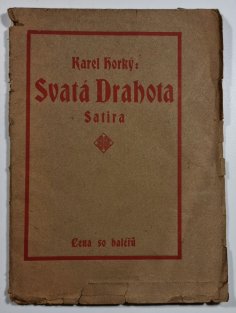 Karel Horký:
Svatá Drahota
Satira
Cena 50 haléřů